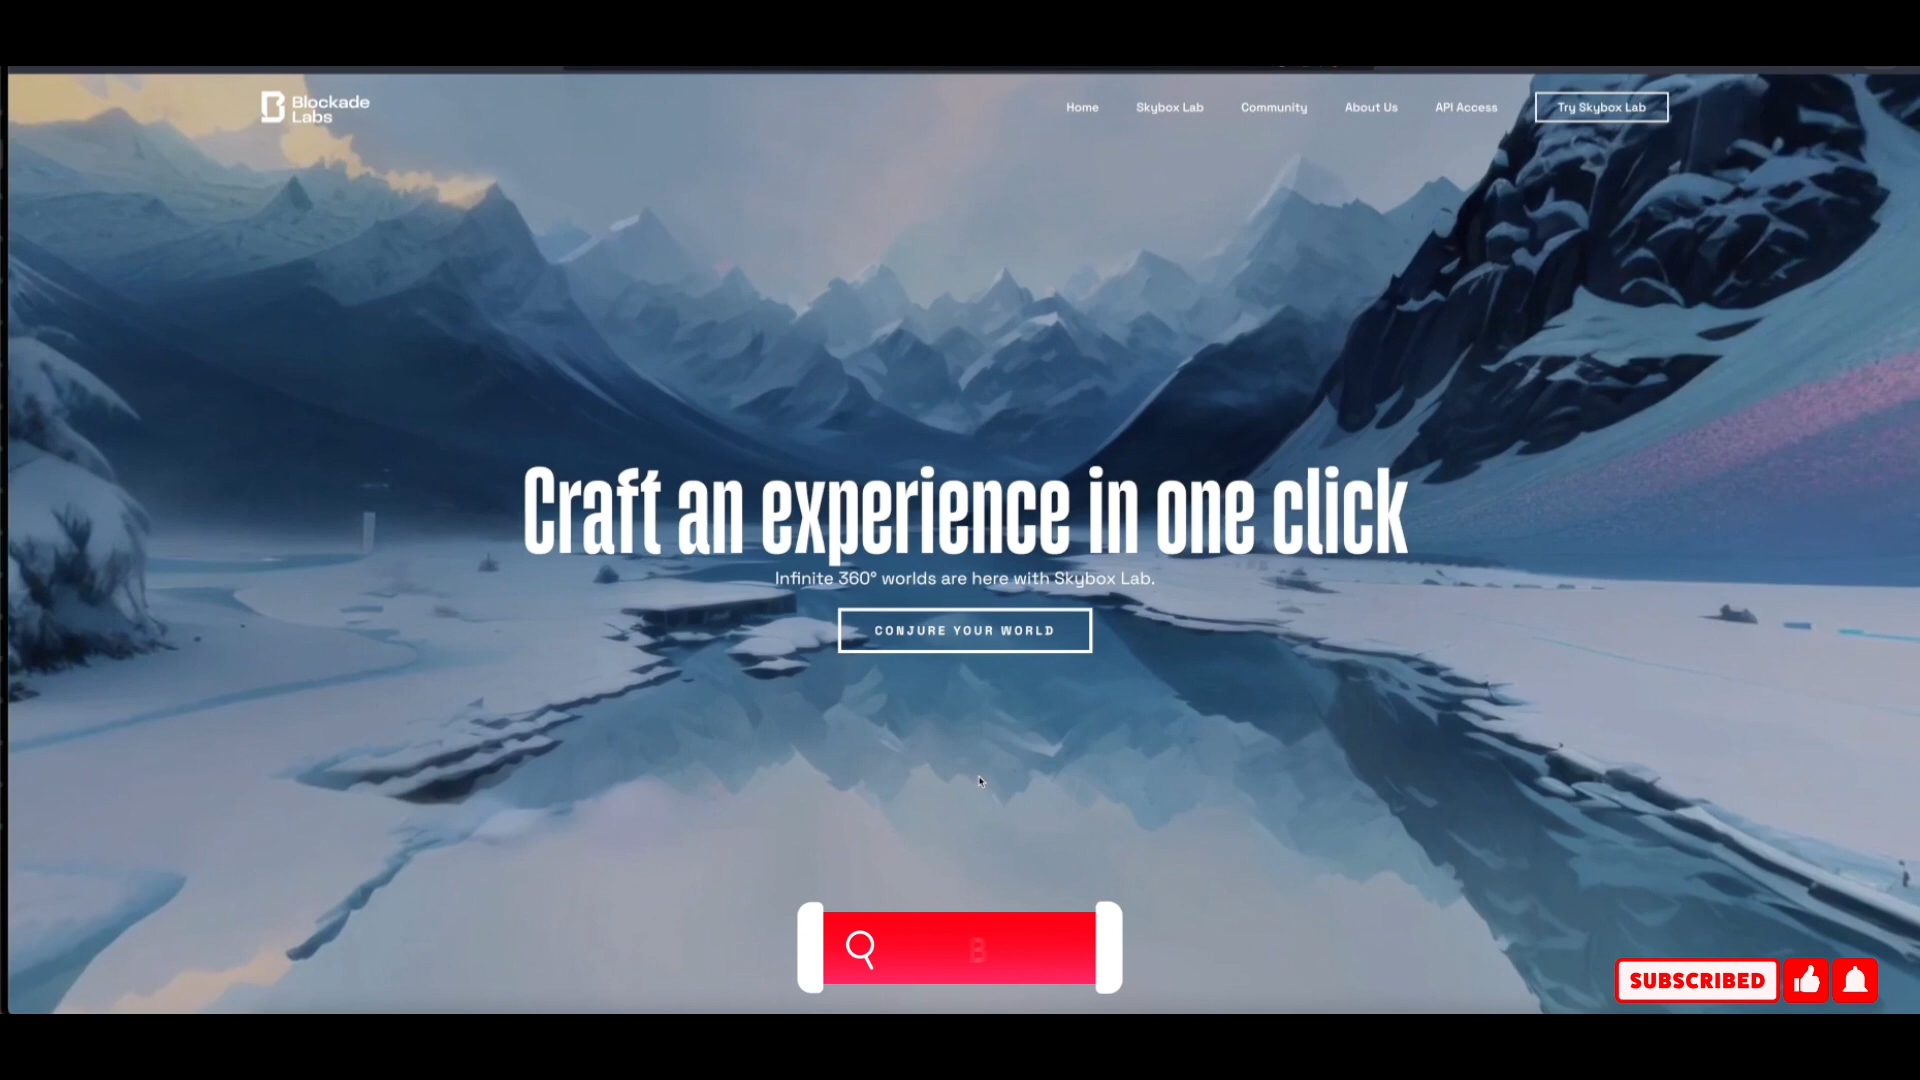 Blockade
Labs
Home
Skybox Lab
Community
About Us
API Access
Try Skybox Lab
Craft an experience in one click
Infinite 360° worlds are here with Skybox Lab.
CONJURE YOUR WORLD
B
SUBSCRIBED